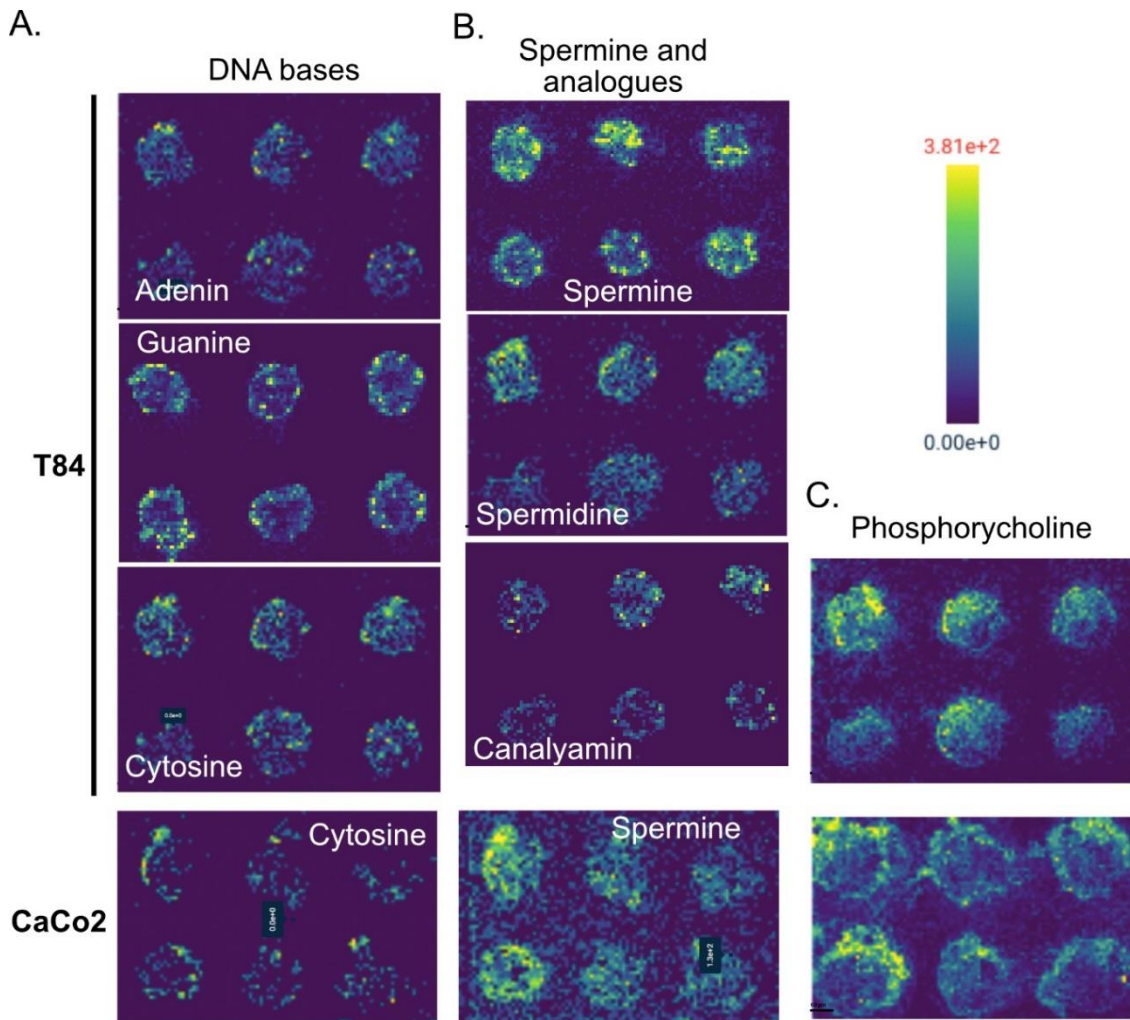 A.
B.
DNA bases
Spermine and
analogues
Adenin
Spermine
3.81e+2
0.00e+0
Guanine
T84
Spermidine
C.
Phosphorycholine
0.0e+0
Cytosine
Canalyamin
Cytosine
Spermine
CaCo2
0.0e+0
1.3e+2